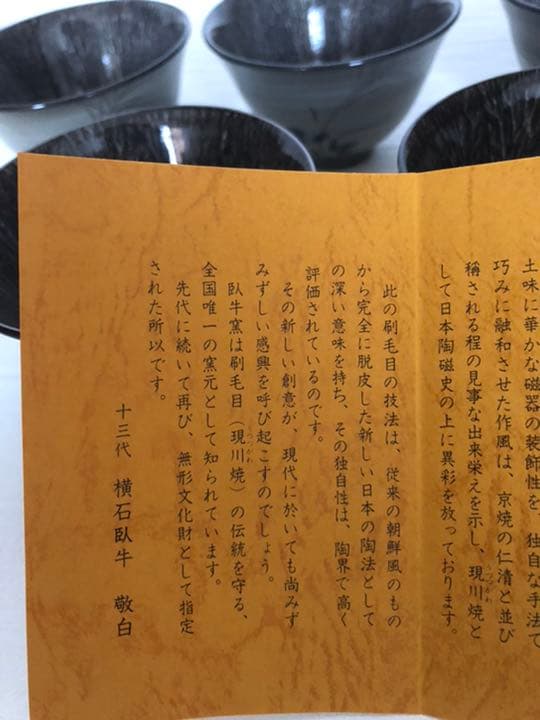 土味に華かな磁器の装飾性を、独自な手法で
巧みに融和させた作風は、京焼の仁清と並び
稱される程の見事な出来栄えを示し、現川焼と
うつつがわ
して日本陶磁史の上に異彩を放っております。
此の刷毛目の技法は、従来の朝鮮風のもの
から完全に脱皮した新しい日本の陶法として
の深い意味を持ち、その独自性は、陶界で高く
評価されているのです。
その新しい創意が、現代に於いても尚みず
みずしい感興を呼び起こすのでしょう。
臥牛窯は刷毛目（現川焼）の伝統を守る、
うつつがわ
全国唯一の窯元として知られています。
先代に続いて再び、無形文化財として指定
された所以です。
十三代 横石臥牛 敬白